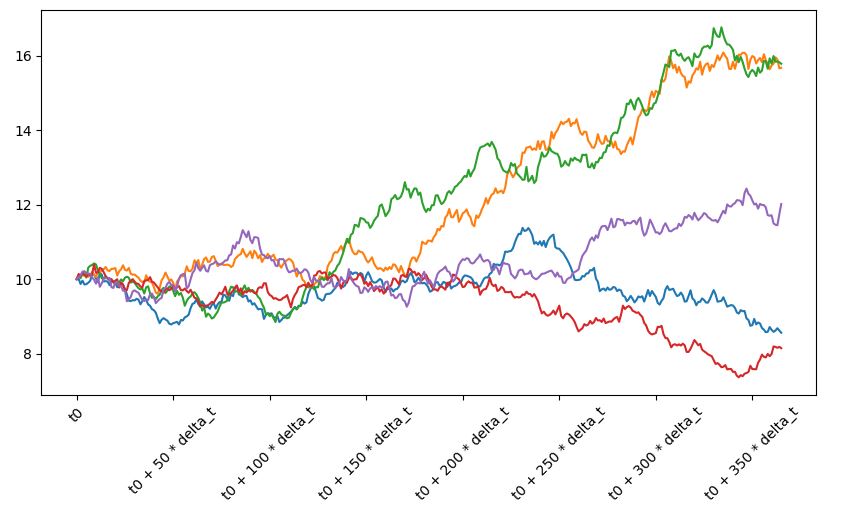 16
14
12
10
8
t0
t0 + 50 * delta_t
t0 + 100 * delta_t
t0 + 150 * delta_t
t0 + 200 * delta_t
t0 + 250 * delta_t
t0 + 300 * delta_t
t0 + 350 * delta_t